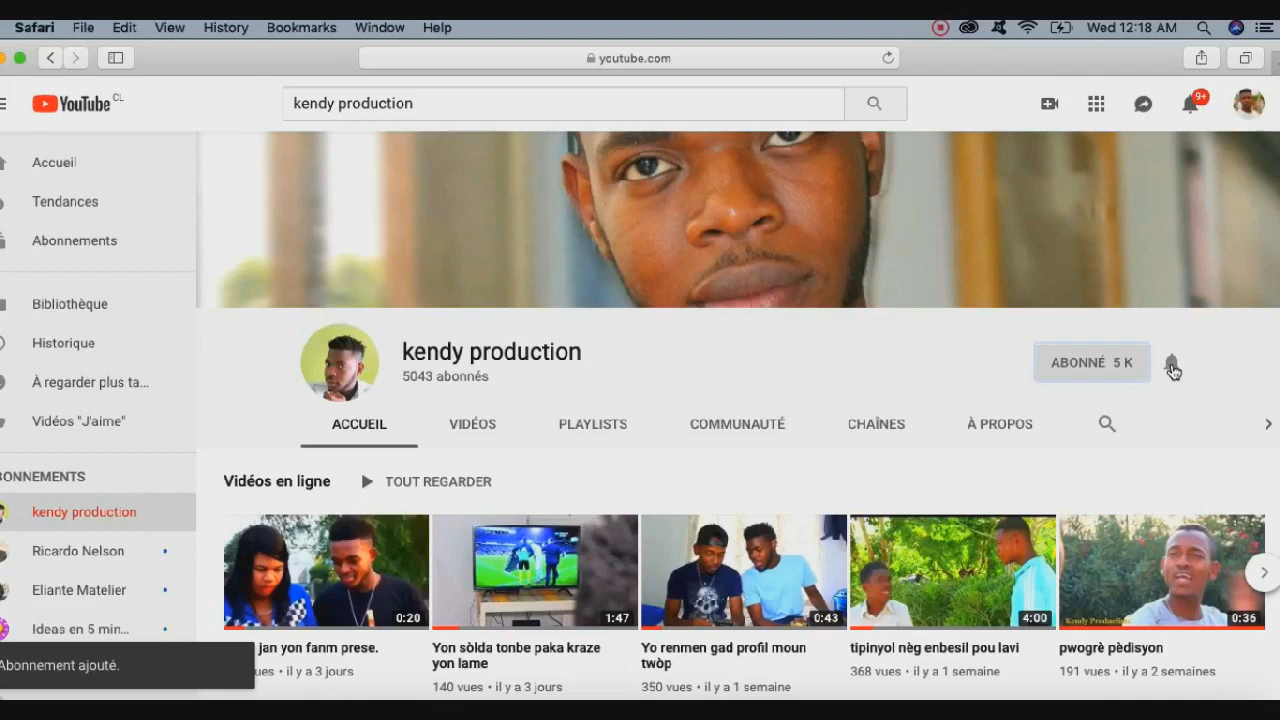 Safari File Edit View History Bookmarks Window Help Wed 12:18 AM
youtube.com
YouTube CL kendy production 9+
Accueil
Tendances
Abonnements
Bibliothèque
Historique
À regarder plus ta...
Vidéos "J'aime"
BONNEMENTS
kendy production
Ricardo Nelson
Eliante Matelier
Ideas en 5 min...
Abonnement ajouté.
kendy production
5043 abonnés
ABONNÉ 5 K
ACCUEIL VIDÉOS PLAYLISTS COMMUNAUTÉ CHAÎNES À PROPOS
Vidéos en ligne TOUT REGARDER
0:20
1:47
0:43
4:00
Kendy Production
0:36
jan yon fanm prese.
ues • il y a 3 jours
Yon sòlda tonbe paka kraze
yon lame
140 vues • il y a 3 jours
Yo renmen gad profil moun
twòp
350 vues • il y a 1 semaine
tipinyol nèg enbesil pou lavi
368 vues • il y a 1 semaine
pwogrè pèdisyon
191 vues • il y a 2 semaines